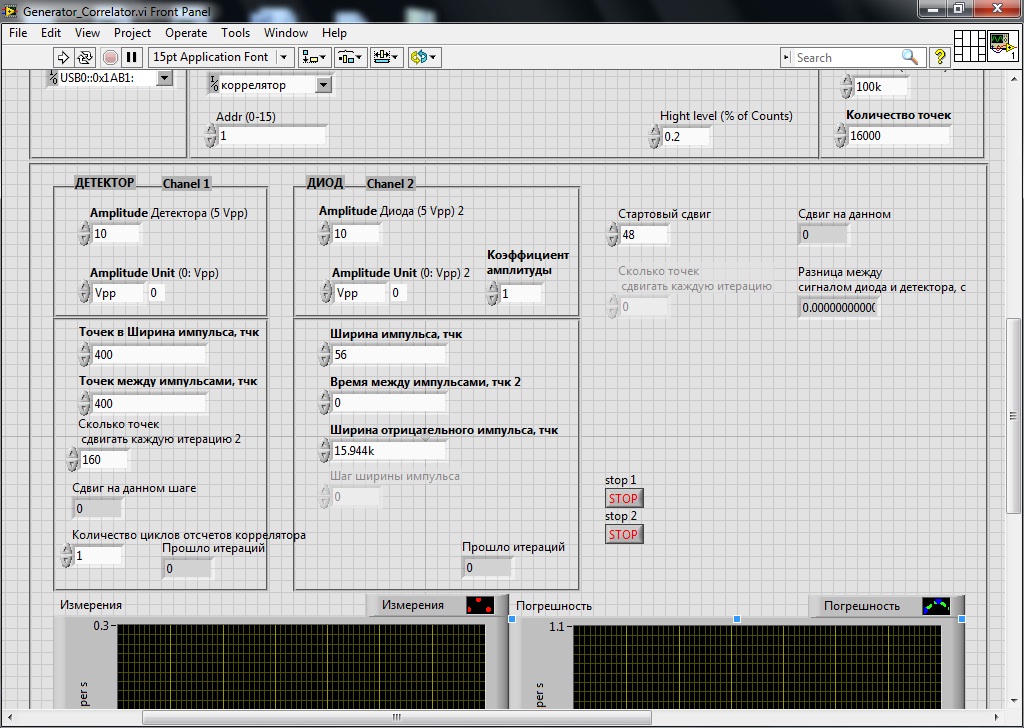 Generator_Correlator.vi Front Panel
File Edit View Project Operate Tools Window Help
15pt Application Font
Search
1
USB0::0x1AB1:
коррелятор
100k
Addr (0-15)
1
Hight level (% of Counts)
0.2
Количество точек
16000
ДЕТЕКТОР Chanel 1
Amplitude Детектора (5 Vpp)
10
Amplitude Unit (0: Vpp)
Vpp 0
Точек в Ширина импульса, тчк
400
Точек между импульсами, тчк
400
Сколько точек
сдвигать каждую итерацию 2
160
Сдвиг на данном шаге
0
Количество циклов отсчетов коррелятора
1
Прошло итераций
0
ДИОД Chanel 2
Amplitude Диода (5 Vpp) 2
10
Коэффициент
амплитуды
1
Amplitude Unit (0: Vpp) 2
Vpp 0
Ширина импульса, тчк
56
Время между импульсами, тчк 2
0
Ширина отрицательного импульса, тчк
15.944k
Шаг ширины импульса
0
Прошло итераций
0
Стартовый сдвиг
48
Сдвиг на данном
0
Сколько точек
сдвигать каждую итерацию
0
Разница между
сигналом диода и детектора, с
0.0000000000
stop 1
STOP
stop 2
STOP
Измерения
Измерения
0.3
per s
Погрешность
Погрешность
1.1
per s